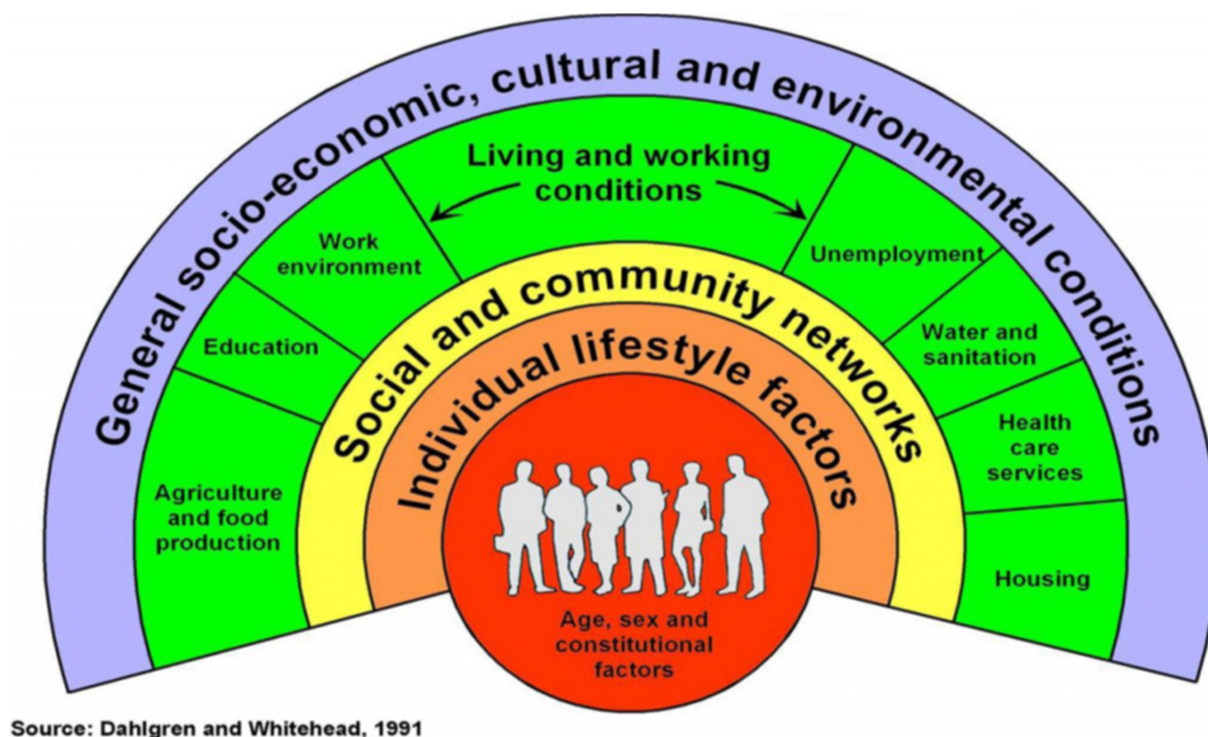 General socio-economic, cultural and environmental conditions
Living and working
conditions
Work
environment
Unemployment
Education
Water and
sanitation
Agriculture
and food
production
Health
care
services
Housing
Social and community networks
Individual lifestyle factors
Age, sex and
constitutional
factors
Source: Dahlgren and Whitehead, 1991